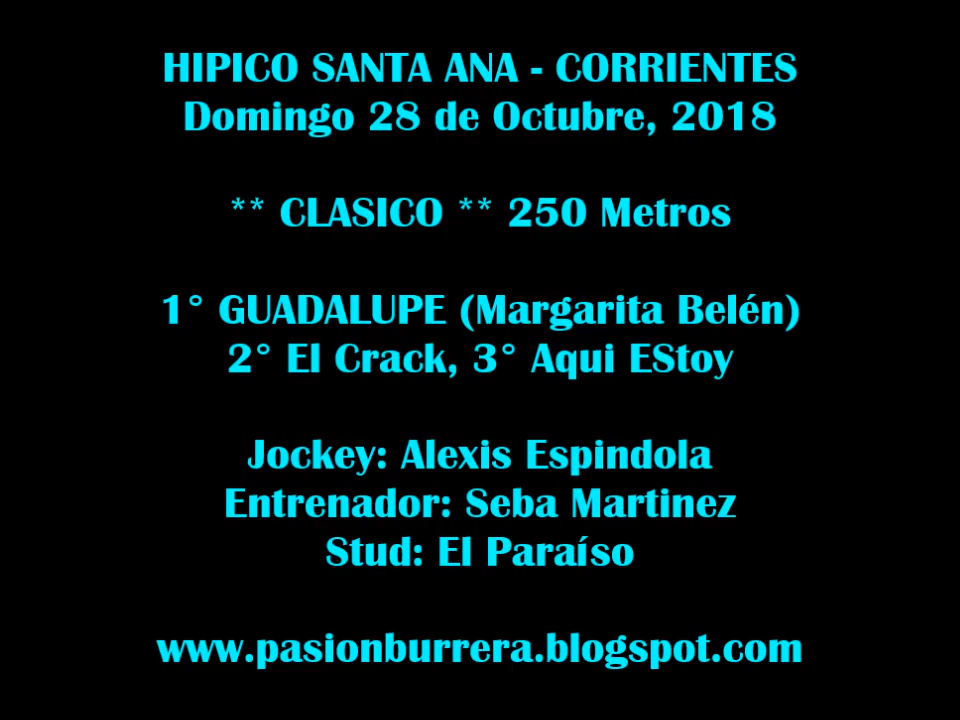 HIPICO SANTA ANA - CORRIENTES
Domingo 28 de Octubre, 2018
** CLASICO ** 250 Metros
1° GUADALUPE (Margarita Belén)
2° El Crack, 3° Aqui EStoy
Jockey: Alexis Espindola
Entrenador: Seba Martinez
Stud: El Paraíso
www.pasionburrera.blogspot.com